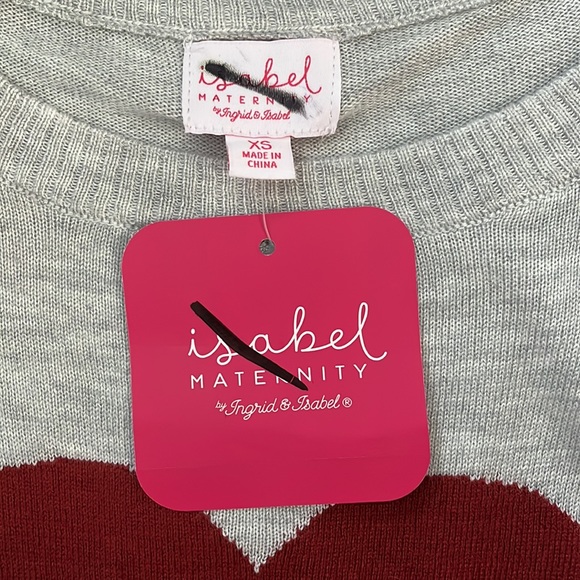 isabel
MATERNITY
by Ingrid & Isabel
XS
MADE IN
CHINA
isabel
MATERNITY
by Ingrid & Isabel®